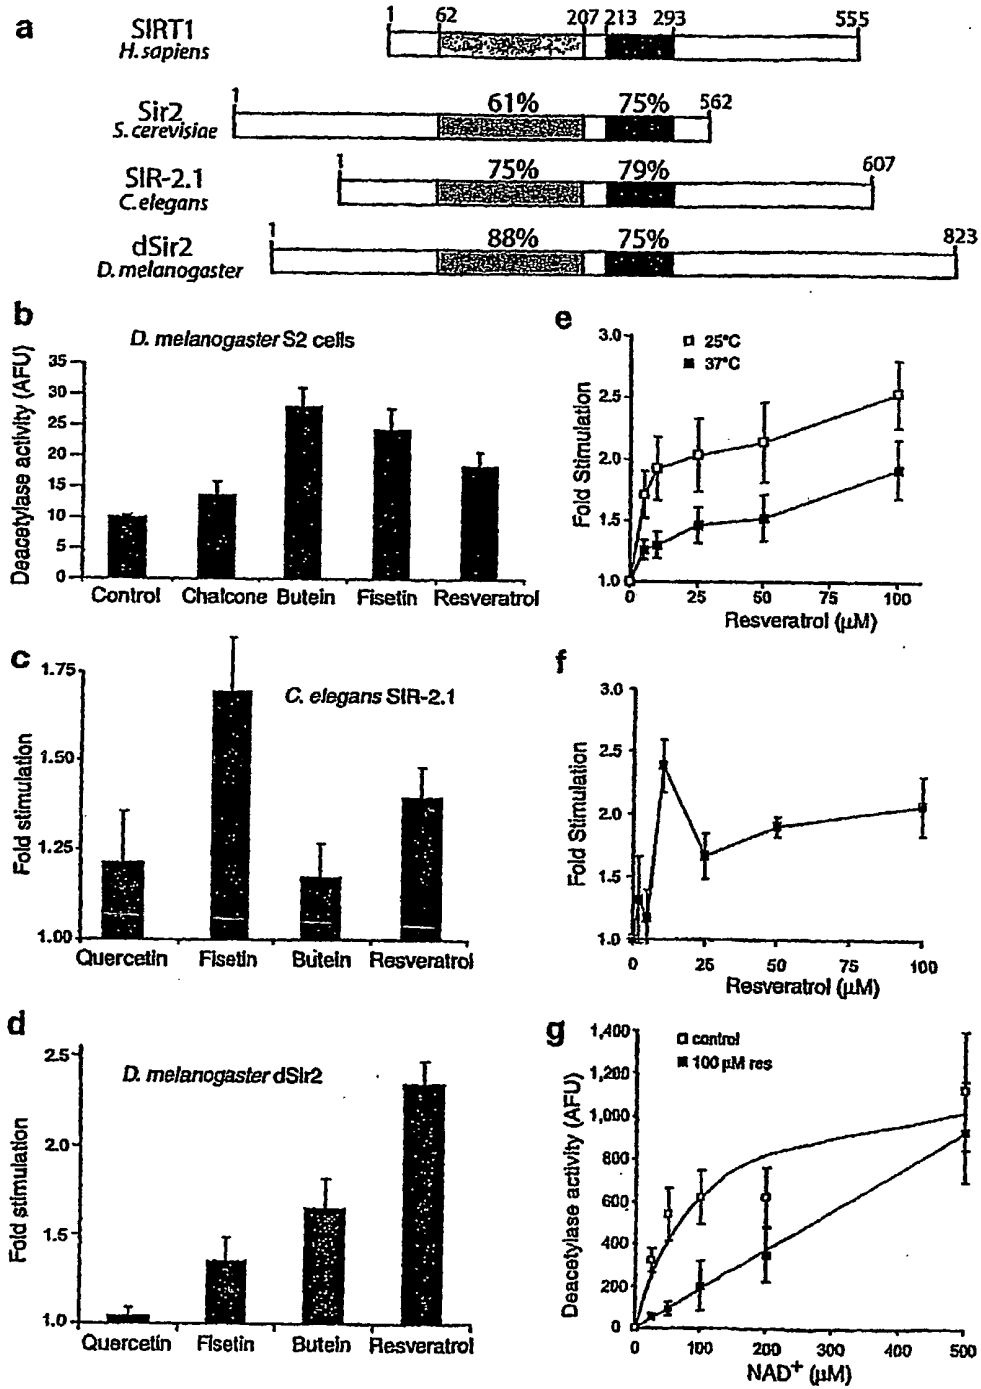 a
SIRT1
H. sapiens
1 62 207 213 293 555
Sir2
S. cerevisiae
1 61% 75% 562
SIR-2.1
C. elegans
1 75% 79% 607
dSir2
D. melanogaster
1 88% 75% 823
b
D. melanogaster S2 cells
Deacetylase activity (AFU)
35
30
25
20
15
10
5
0
Control Chalcone Butein Fisetin Resveratrol
c
C. elegans SIR-2.1
Fold stimulation
1.75
1.50
1.25
1.00
Quercetin Fisetin Butein Resveratrol
d
D. melanogaster dSir2
Fold stimulation
2.5
2.0
1.5
1.0
Quercetin Fisetin Butein Resveratrol
e
25°C
37°C
Fold Stimulation
3.0
2.5
2.0
1.5
1.0
0 25 50 75 100
Resveratrol (µM)
f
Fold Stimulation
3.0
2.5
2.0
1.5
1.0
0 25 50 75 100
Resveratrol (µM)
g
control
100 µM res
Deacetylase activity (AFU)
1,400
1,200
1,000
800
600
400
200
0
0 100 200 300 400 500
NAD+ (µM)